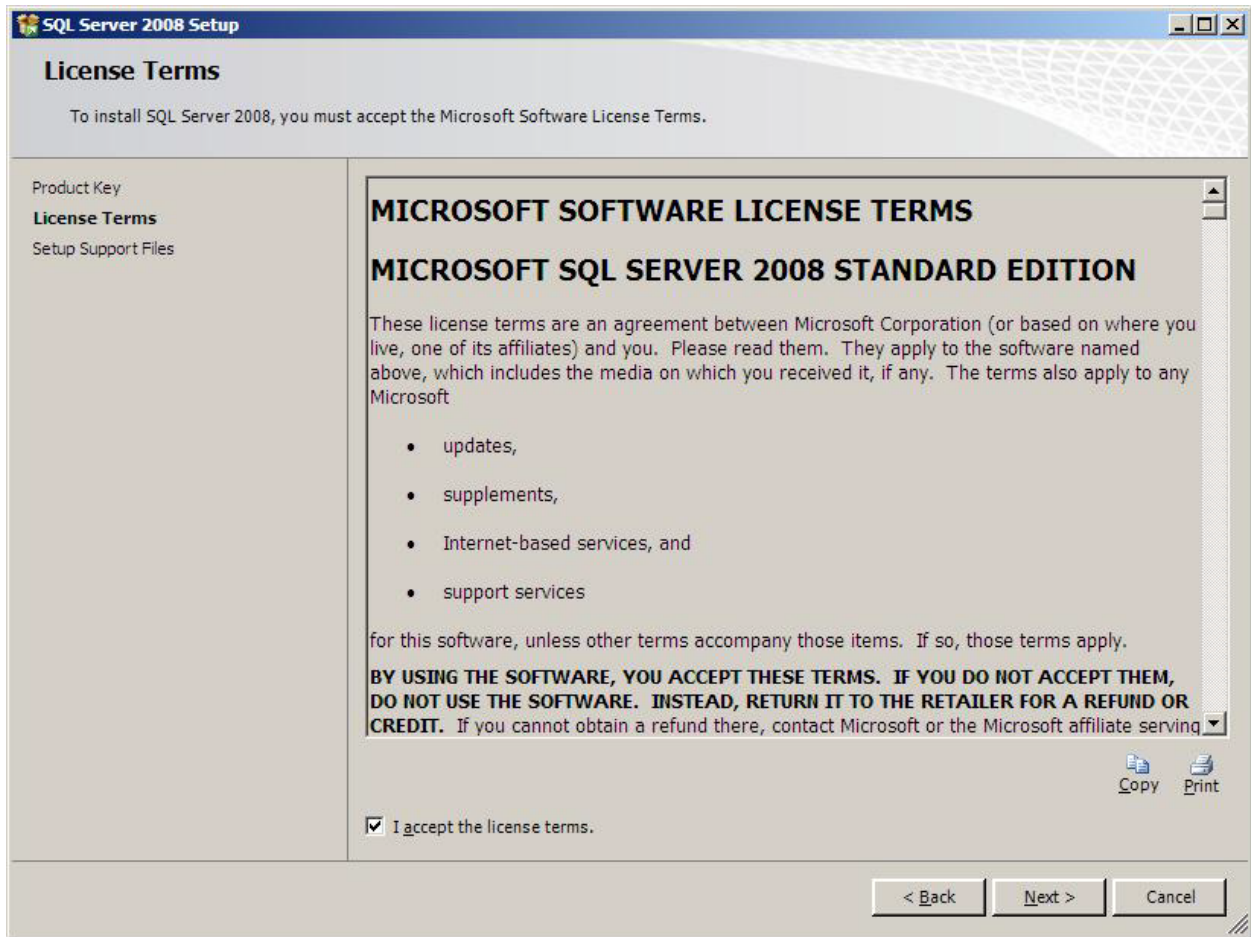 SQL Server 2008 Setup
License Terms
To install SQL Server 2008, you must accept the Microsoft Software License Terms.
Product Key
License Terms
Setup Support Files
MICROSOFT SOFTWARE LICENSE TERMS
MICROSOFT SQL SERVER 2008 STANDARD EDITION
These license terms are an agreement between Microsoft Corporation (or based on where you
live, one of its affiliates) and you.  Please read them.  They apply to the software named
above, which includes the media on which you received it, if any.  The terms also apply to any
Microsoft
• updates,
• supplements,
• Internet-based services, and
• support services
for this software, unless other terms accompany those items.  If so, those terms apply.
BY USING THE SOFTWARE, YOU ACCEPT THESE TERMS.  IF YOU DO NOT ACCEPT THEM,
DO NOT USE THE SOFTWARE.  INSTEAD, RETURN IT TO THE RETAILER FOR A REFUND OR
CREDIT.  If you cannot obtain a refund there, contact Microsoft or the Microsoft affiliate serving
Copy Print
I accept the license terms.
< Back Next > Cancel